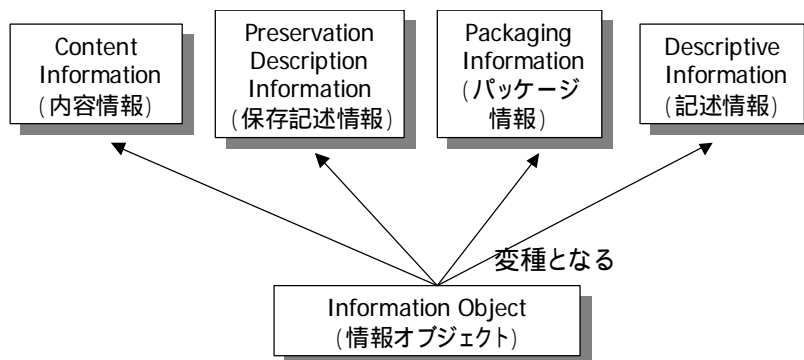 Content
Information
(内容情報)
Preservation
Description
Information
(保存記述情報)
Packaging
Information
(パッケージ
情報)
Descriptive
Information
(記述情報)
変種となる
Information Object
(情報オブジェクト)